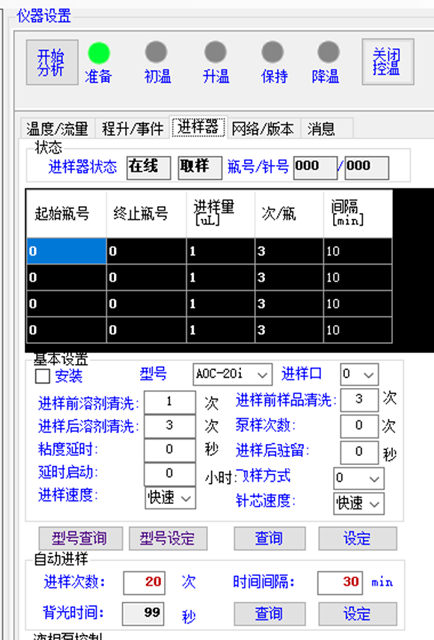 仪器设置
开始分析 准备 初温 升温 保持 降温 关闭控温
温度/流量 程升/事件 进样器 网络/版本 消息
状态
进样器状态 在线 取样 瓶号/针号 000 / 000
起始瓶号 终止瓶号 进样量[uL] 次/瓶 间隔[min]
0 0 1 3 10
0 0 1 3 10
0 0 1 3 10
0 0 1 3 10
基本设置
安装 型号 AOC-20i 进样口 0
进样前溶剂清洗: 1 次 进样前样品清洗: 3 次
进样后溶剂清洗: 3 次 泵样次数: 0 次
粘度延时: 0 秒 进样后驻留: 0 秒
延时启动: 0 小时: 取样方式 0
进样速度: 快速 针芯速度: 快速
型号查询 型号设定 查询 设定
自动进样
进样次数: 20 次 时间间隔: 30 min
背光时间: 99 秒 查询 设定